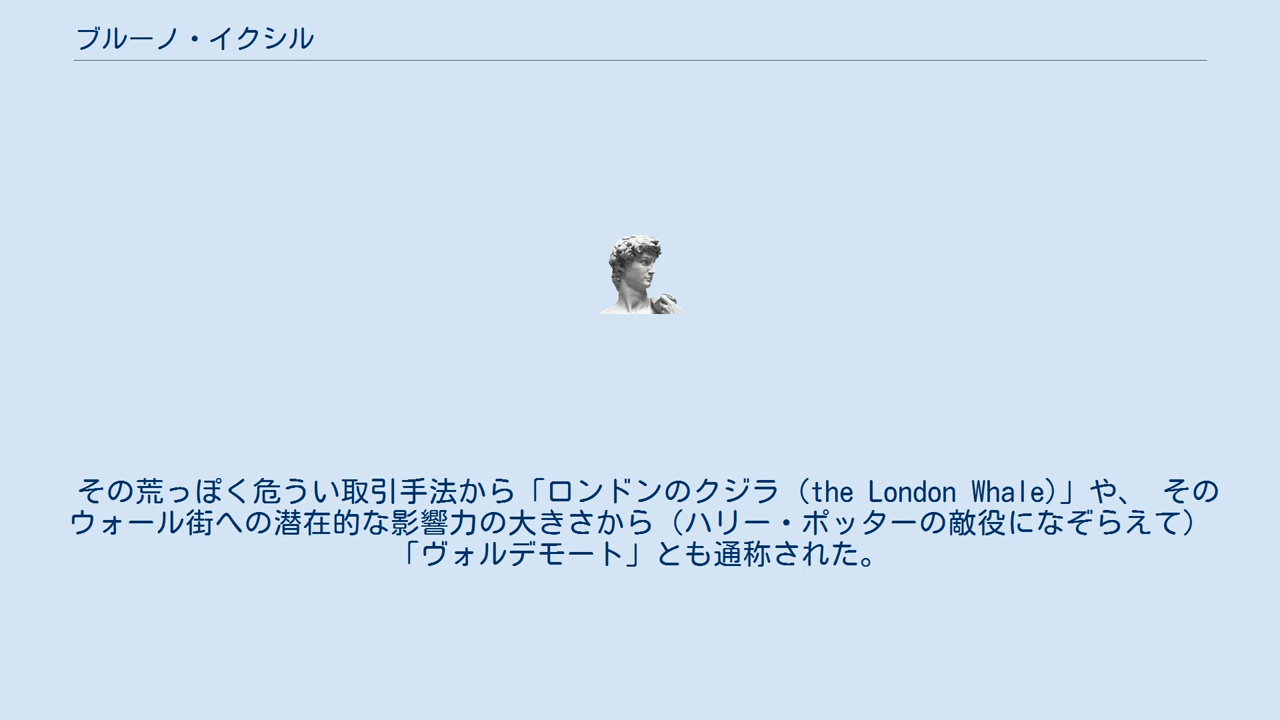 ブルーノ・イクシル
その荒っぽく危うい取引手法から「ロンドンのクジラ（the London Whale)」や、 その
ウォール街への潜在的な影響力の大きさから（ハリー・ポッターの敵役になぞらえて）
「ヴォルデモート」とも通称された。